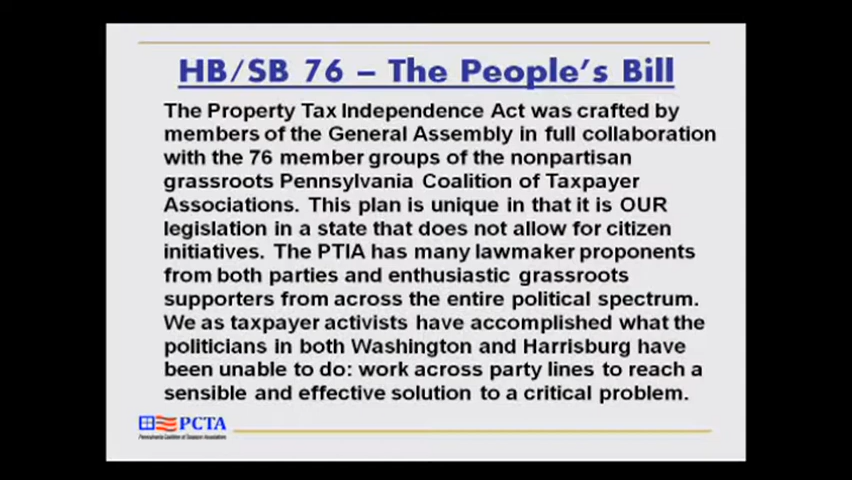 HB/SB 76 – The People's Bill
The Property Tax Independence Act was crafted by
members of the General Assembly in full collaboration
with the 76 member groups of the nonpartisan
grassroots Pennsylvania Coalition of Taxpayer
Associations. This plan is unique in that it is OUR
legislation in a state that does not allow for citizen
initiatives. The PTIA has many lawmaker proponents
from both parties and enthusiastic grassroots
supporters from across the entire political spectrum.
We as taxpayer activists have accomplished what the
politicians in both Washington and Harrisburg have
been unable to do: work across party lines to reach a
sensible and effective solution to a critical problem.
PCTA
Pennsylvania Coalition of Taxpayer Associations